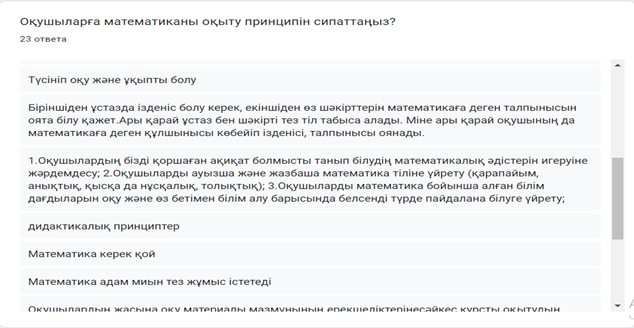 Оқушыларға математиканы оқыту принципін сипаттаңыз?
23 ответа
Түсініп оқу және ұқыпты болу
Біріншіден ұстазда ізденіс болу керек, екіншіден өз шәкірттерін математикаға деген талпынысын
оята білу қажет.Ары қарай ұстаз бен шәкірті тез тіл табыса алады. Міне ары қарай оқушының да
математикаға деген құлшынысы көбейіп ізденісі, талпынысы оянады.
1.Оқушылардың бізді қоршаған ақиқат болмысты танып білудің математикалық әдістерін игеруіне
жәрдемдесу; 2.Оқушыларды ауызша және жазбаша математика тіліне үйрету (қарапайым,
анықтық, қысқа да нұсқалық, толықтық); 3.Оқушыларды математика бойынша алған білім
дағдыларын оқу және өз бетімен білім алу барысында белсенді түрде пайдалана білуге үйрету;
дидактикалық принциптер
Математика керек қой
Математика адам миын тез жұмыс істетеді
Оқушылардың жасына оқу материалы мазмұнының ерекшеліктерінесәйкес курсты оқытудың